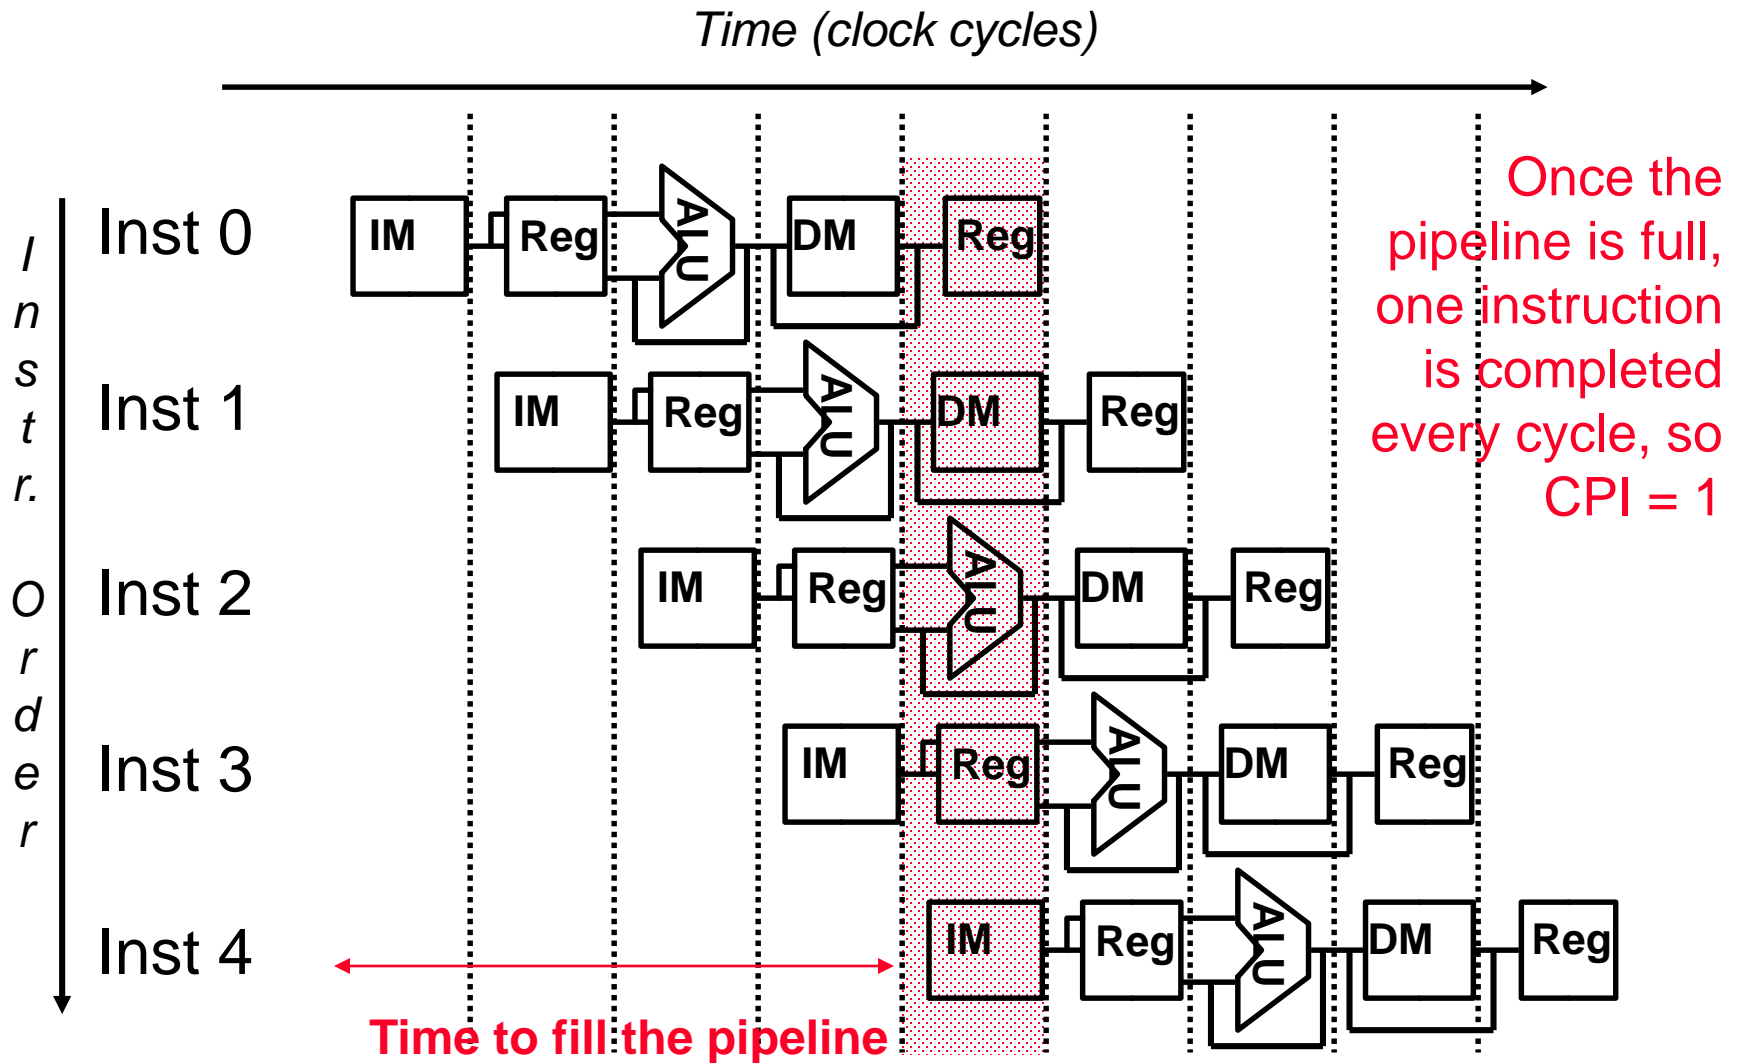 Time (clock cycles)
Instr. Order
Inst 0 IM Reg ALU DM Reg
Inst 1 IM Reg ALU DM Reg
Inst 2 IM Reg ALU DM Reg
Inst 3 IM Reg ALU DM Reg
Inst 4 IM Reg ALU DM Reg
Once the
pipeline is full,
one instruction
is completed
every cycle, so
CPI = 1
Time to fill the pipeline